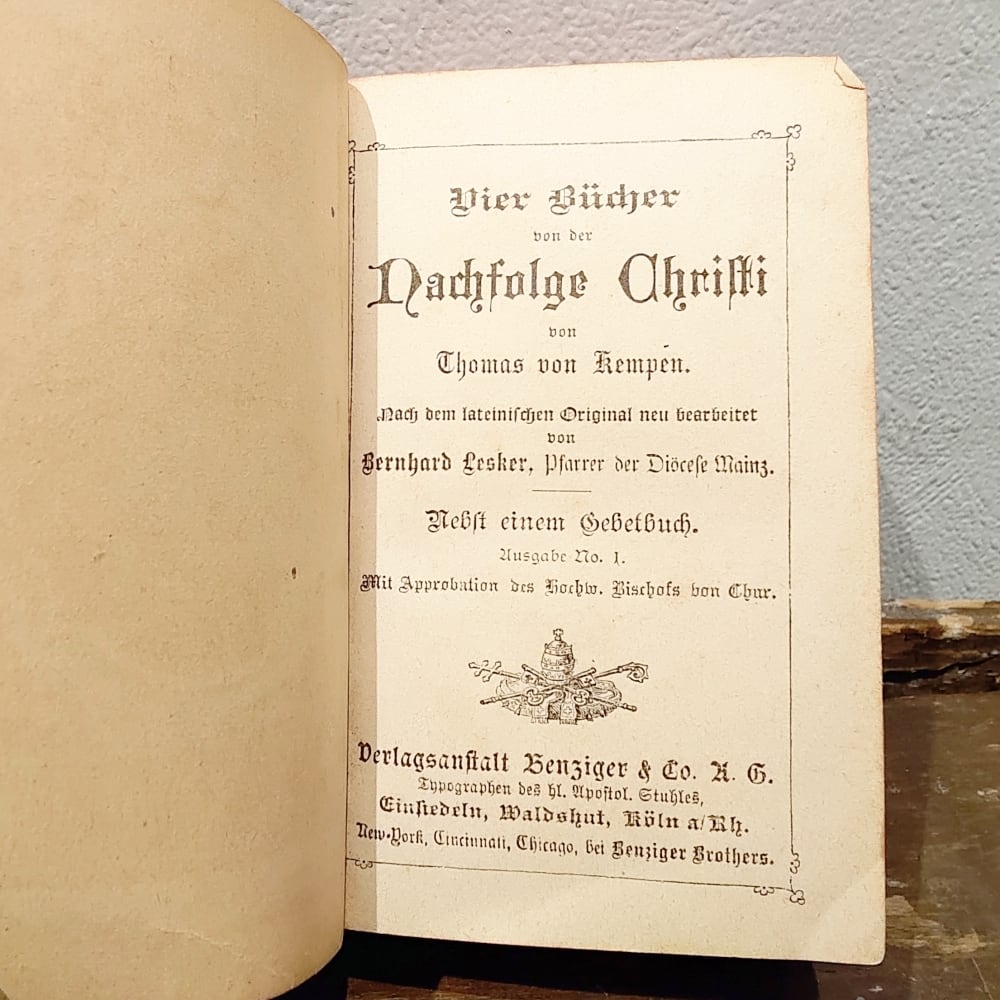 Vier Bücher
von der
Nachfolge Christi
von
Thomas von Kempen.
Nach dem lateinischen Original neu bearbeitet
von
Bernhard Lesker, Pfarrer der Diöcese Mainz.
Nebst einem Gebetbuch.
Ausgabe No. 1.
Mit Approbation des Hochw. Bischofs von Chur.
Verlagsanstalt Benziger & Co. A. G.
Typographen des hl. Apostol. Stuhles,
Einsiedeln, Waldshut, Köln a/Rh.
New-York, Cincinnati, Chicago, bei Benziger Brothers.